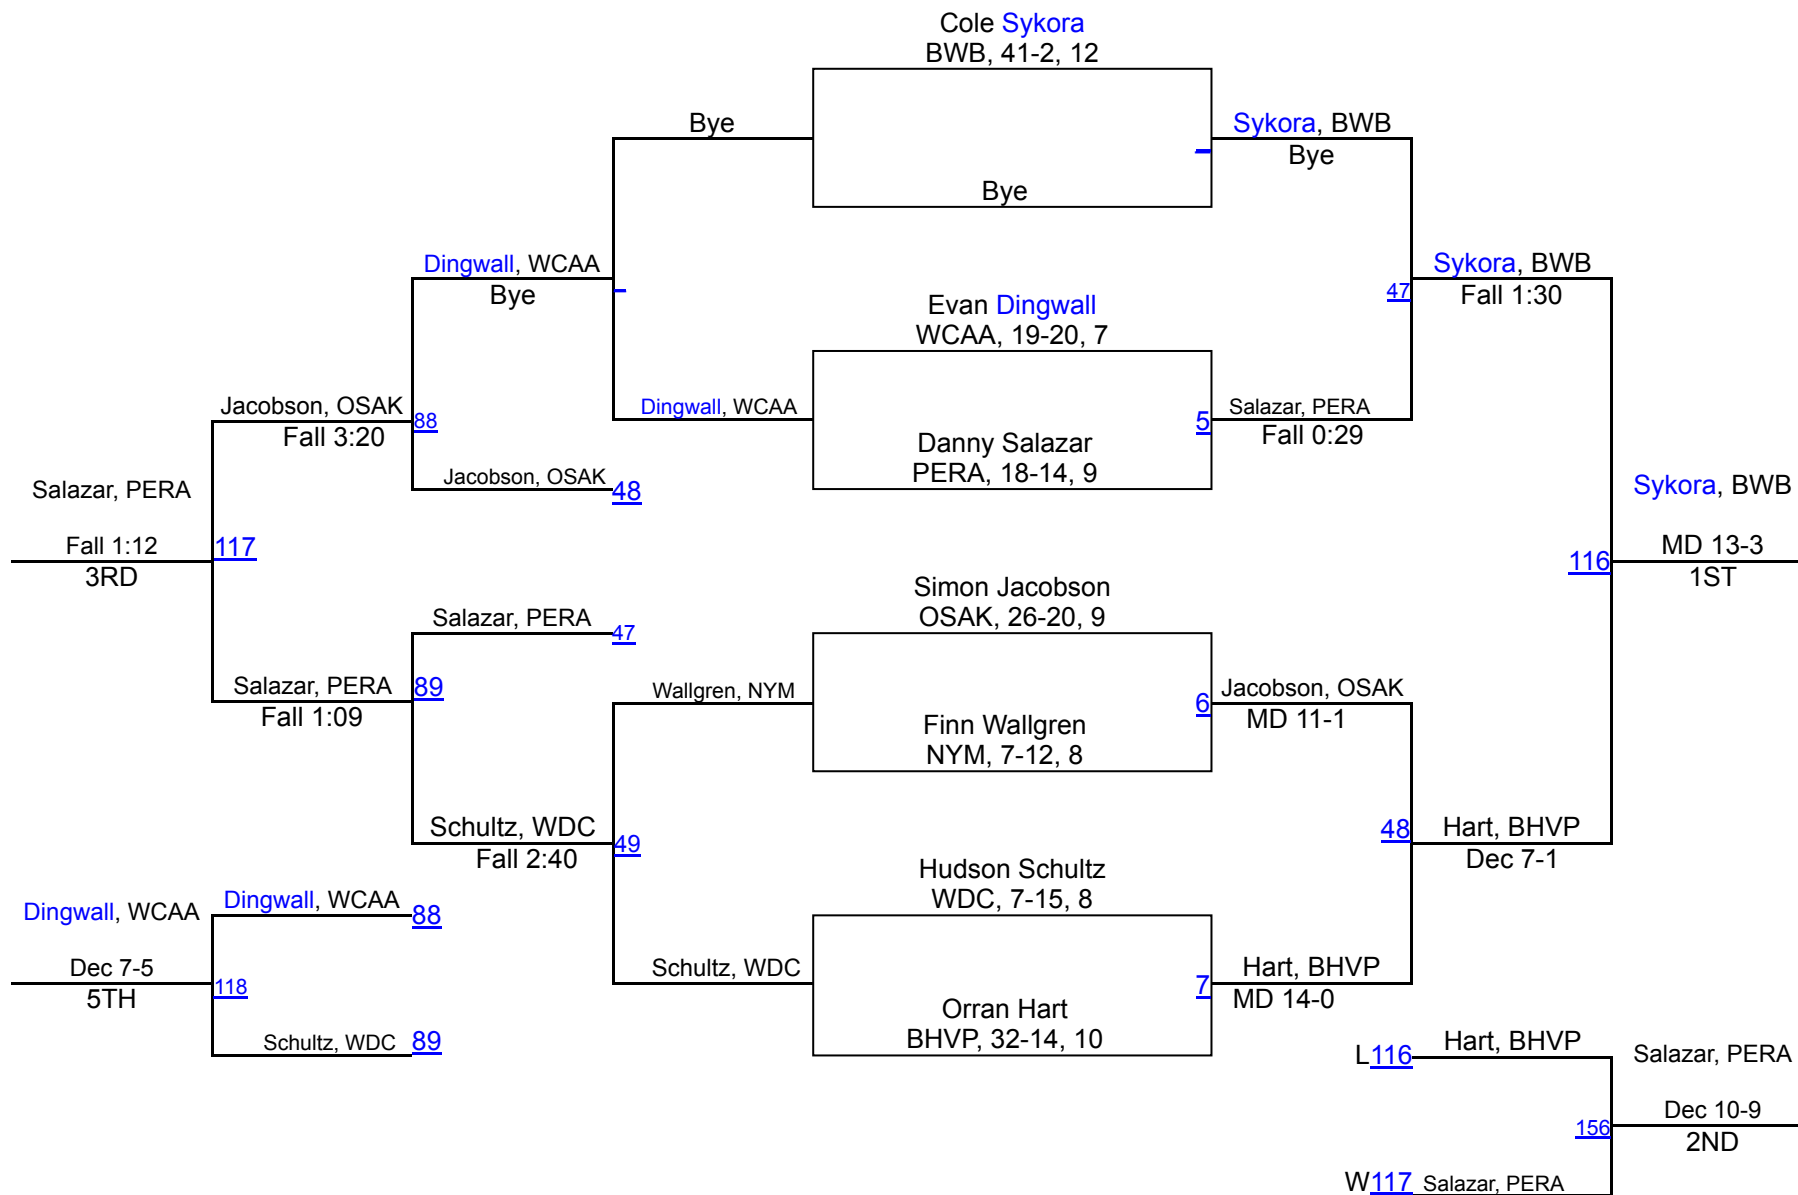 Cole Sykora
BWB, 41-2, 12
Bye
Sykora, BWB
Bye
Bye
Dingwall, WCAA
Bye
Sykora, BWB
47
Fall 1:30
Evan Dingwall
WCAA, 19-20, 7
Jacobson, OSAK
88
Fall 3:20
Dingwall, WCAA
5
Salazar, PERA
Fall 0:29
Danny Salazar
PERA, 18-14, 9
Jacobson, OSAK
48
Salazar, PERA
Sykora, BWB
Fall 1:12
117
3RD
116
MD 13-3
1ST
Simon Jacobson
OSAK, 26-20, 9
Salazar, PERA
47
Salazar, PERA
89
Fall 1:09
Wallgren, NYM
6
Jacobson, OSAK
MD 11-1
Finn Wallgren
NYM, 7-12, 8
Schultz, WDC
49
Fall 2:40
48
Hart, BHVP
Dec 7-1
Hudson Schultz
WDC, 7-15, 8
Dingwall, WCAA
Dingwall, WCAA
88
Dec 7-5
118
5TH
Schultz, WDC
7
Hart, BHVP
MD 14-0
Orran Hart
BHVP, 32-14, 10
Schultz, WDC
89
L116
Hart, BHVP
Salazar, PERA
156
Dec 10-9
2ND
W117
Salazar, PERA